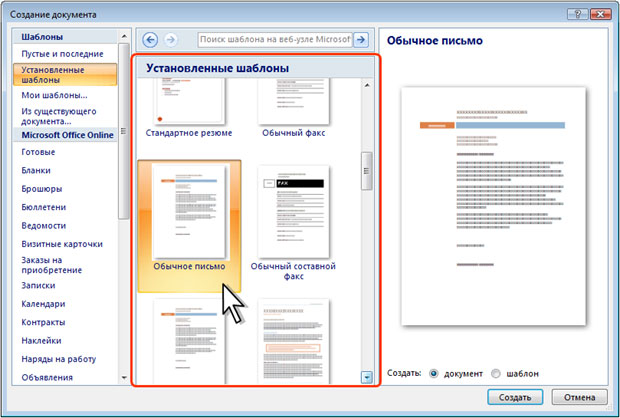 Создание документа
Шаблоны
Пустые и последние
Установленные
шаблоны
Мои шаблоны...
Из существующего
документа...
Microsoft Office Online
Готовые
Бланки
Брошюры
Бюллетени
Ведомости
Визитные карточки
Заказы на
приобретение
Записки
Календари
Контракты
Наклейки
Наряды на работу
Объявления
Поиск шаблона на веб-узле Microsof
Установленные шаблоны
Стандартное резюме
Обычный факс
FAX
Обычное письмо
Обычный составной
факс
Обычное письмо
Создать:
документ
шаблон
Создать
Отмена